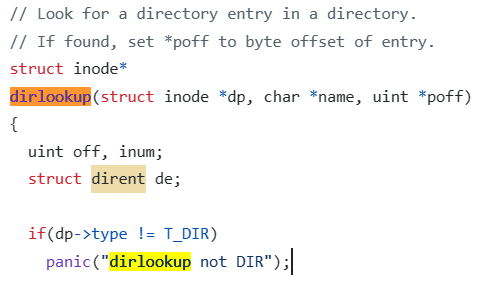 // Look for a directory entry in a directory.
// If found, set *poff to byte offset of entry.
struct inode*
dirlookup(struct inode *dp, char *name, uint *poff)
{
  uint off, inum;
  struct dirent de;

  if(dp->type != T_DIR)
    panic("dirlookup not DIR");